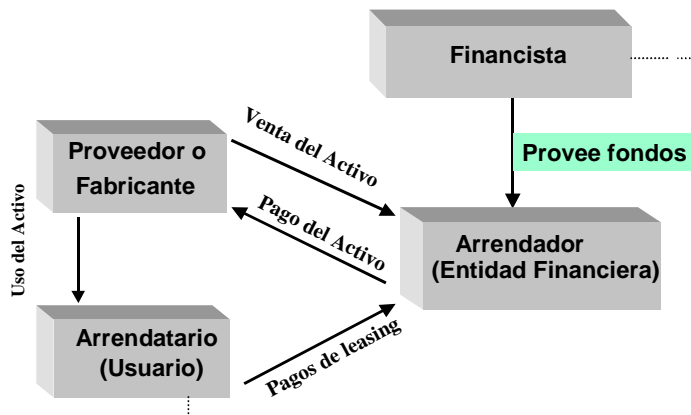 Financista
Venta del Activo
Provee fondos
Proveedor o
Fabricante
Uso del Activo
Pago del Activo
Arrendador
(Entidad Financiera)
Arrendatario
(Usuario)
Pagos de leasing